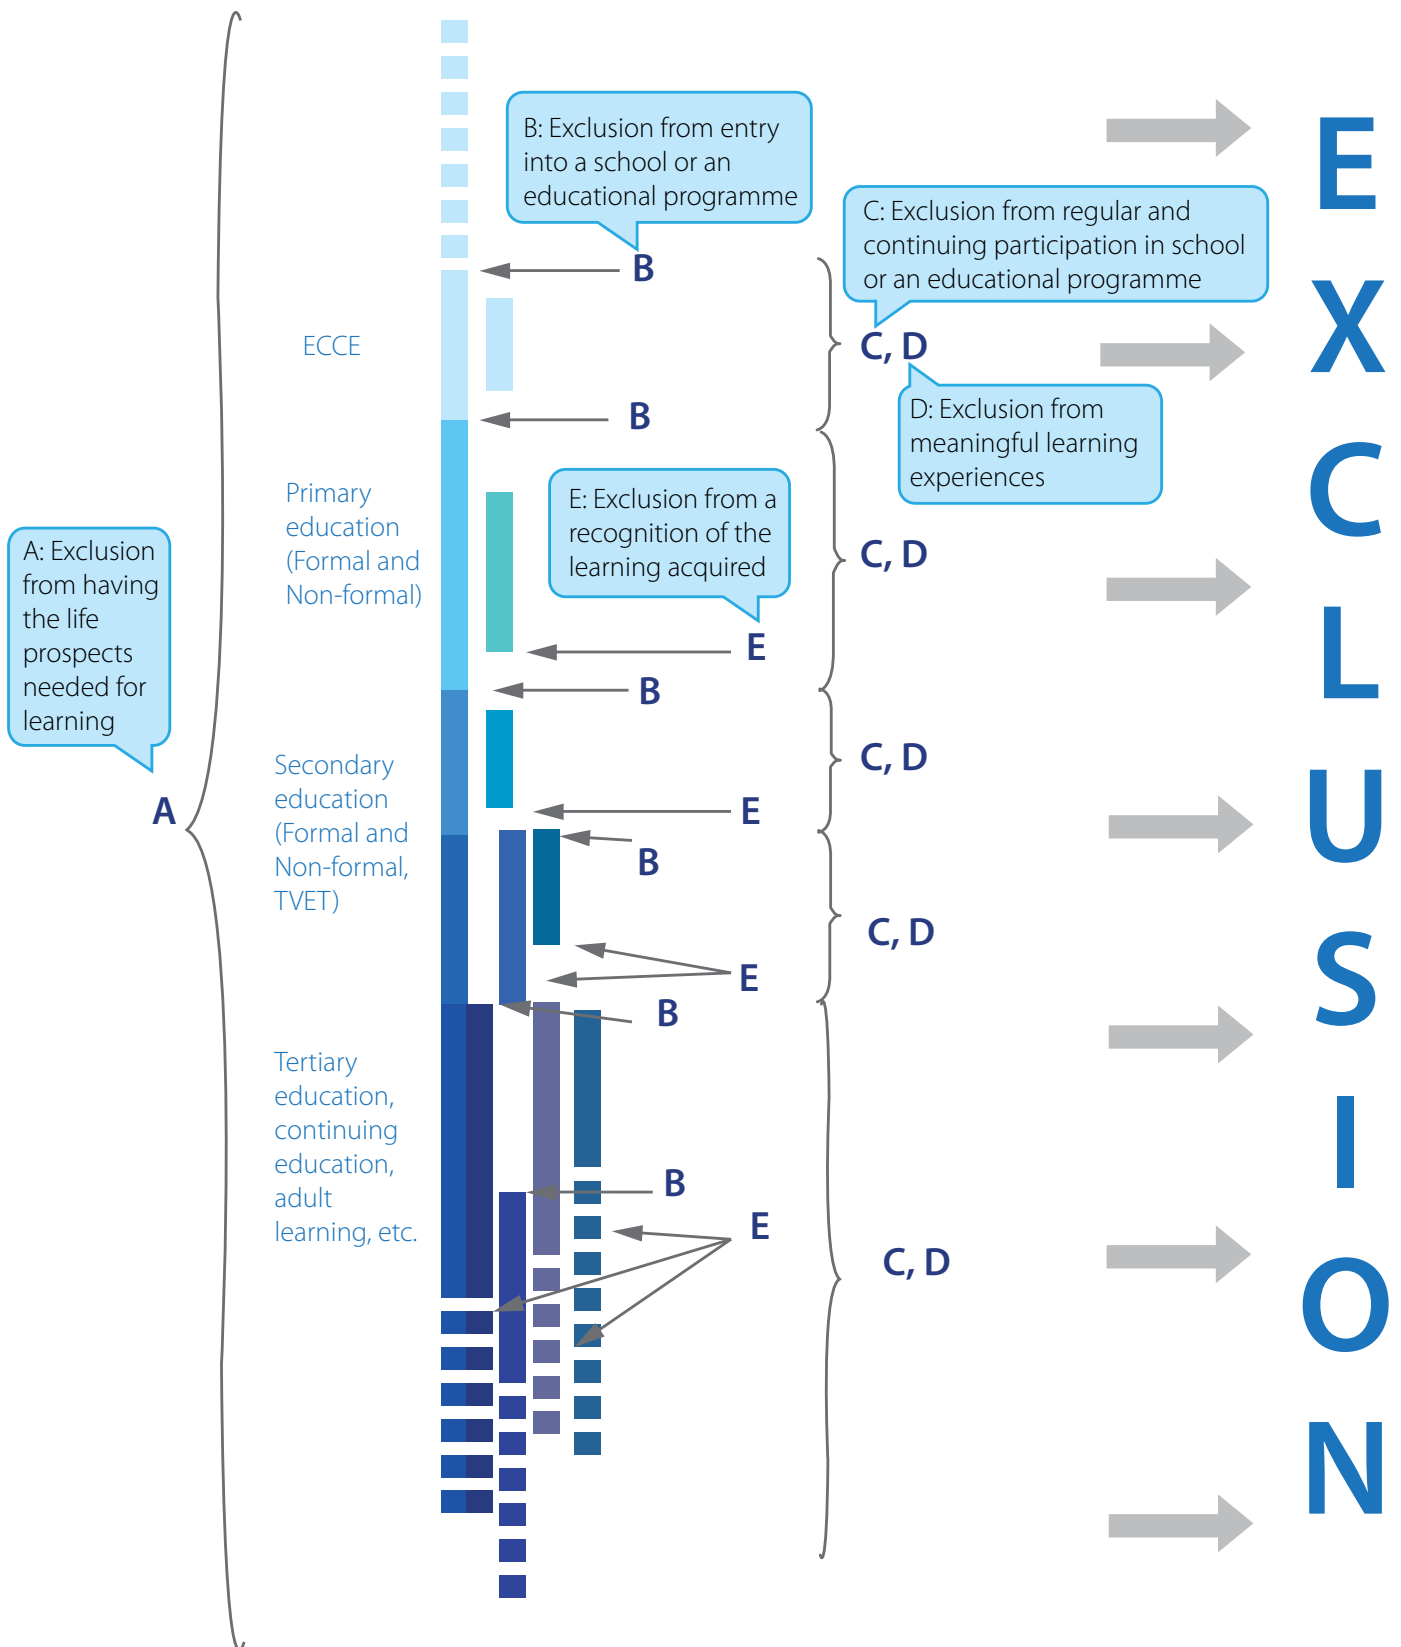 B: Exclusion from entry
into a school or an
educational programme
B
C: Exclusion from regular and
continuing participation in school
or an educational programme
ECCE
C, D
D: Exclusion from
meaningful learning
experiences
B
Primary
education
(Formal and
Non-formal)
E: Exclusion from a
recognition of the
learning acquired
C, D
A: Exclusion
from having
the life
prospects
needed for
learning
A
E
B
Secondary
education
(Formal and
Non-formal,
TVET)
C, D
E
B
C, D
E
B
Tertiary
education,
continuing
education,
adult
learning, etc.
B
E
C, D
E
X
C
L
U
S
I
O
N